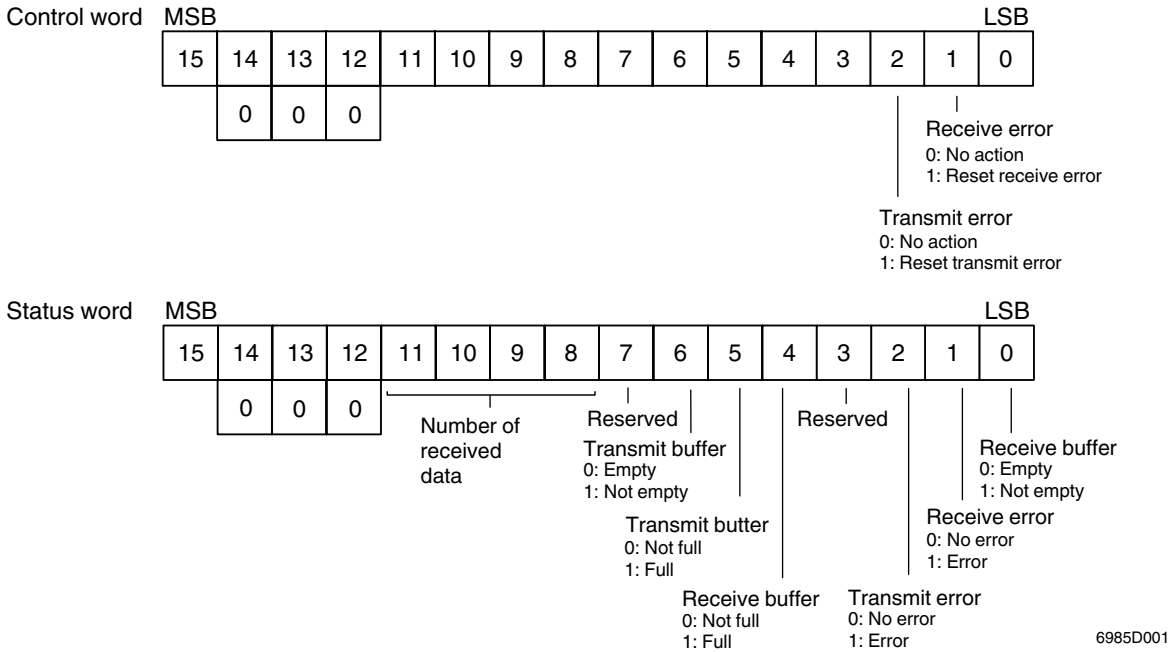 Control word MSB LSB
15 14 13 12 11 10 9 8 7 6 5 4 3 2 1 0
0 0 0
Receive error
0: No action
1: Reset receive error
Transmit error
0: No action
1: Reset transmit error
Status word MSB LSB
15 14 13 12 11 10 9 8 7 6 5 4 3 2 1 0
0 0 0
Number of
received
data
Reserved
Transmit buffer
0: Empty
1: Not empty
Transmit butter
0: Not full
1: Full
Receive buffer
0: Not full
1: Full
Reserved
Transmit error
0: No error
1: Error
Receive error
0: No error
1: Error
Receive buffer
0: Empty
1: Not empty
6985D001